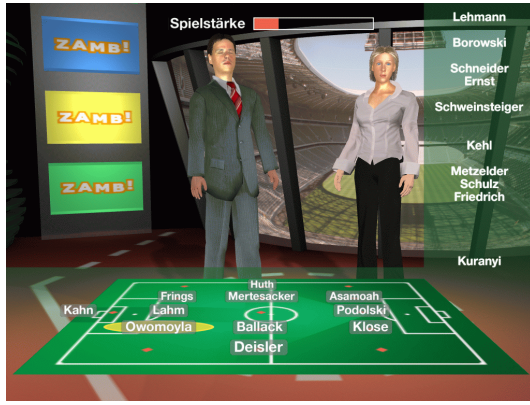 Spielstärke
ZAMB!
ZAMB!
ZAMB!
Lehmann
Borowski
Schneider
Ernst
Schweinsteiger
Kehl
Metzelder
Schulz
Friedrich
Kuranyi
Huth
Frings
Mertesacker
Asamoah
Kahn
Lahm
Podolski
Owomoyla
Ballack
Klose
Deisler